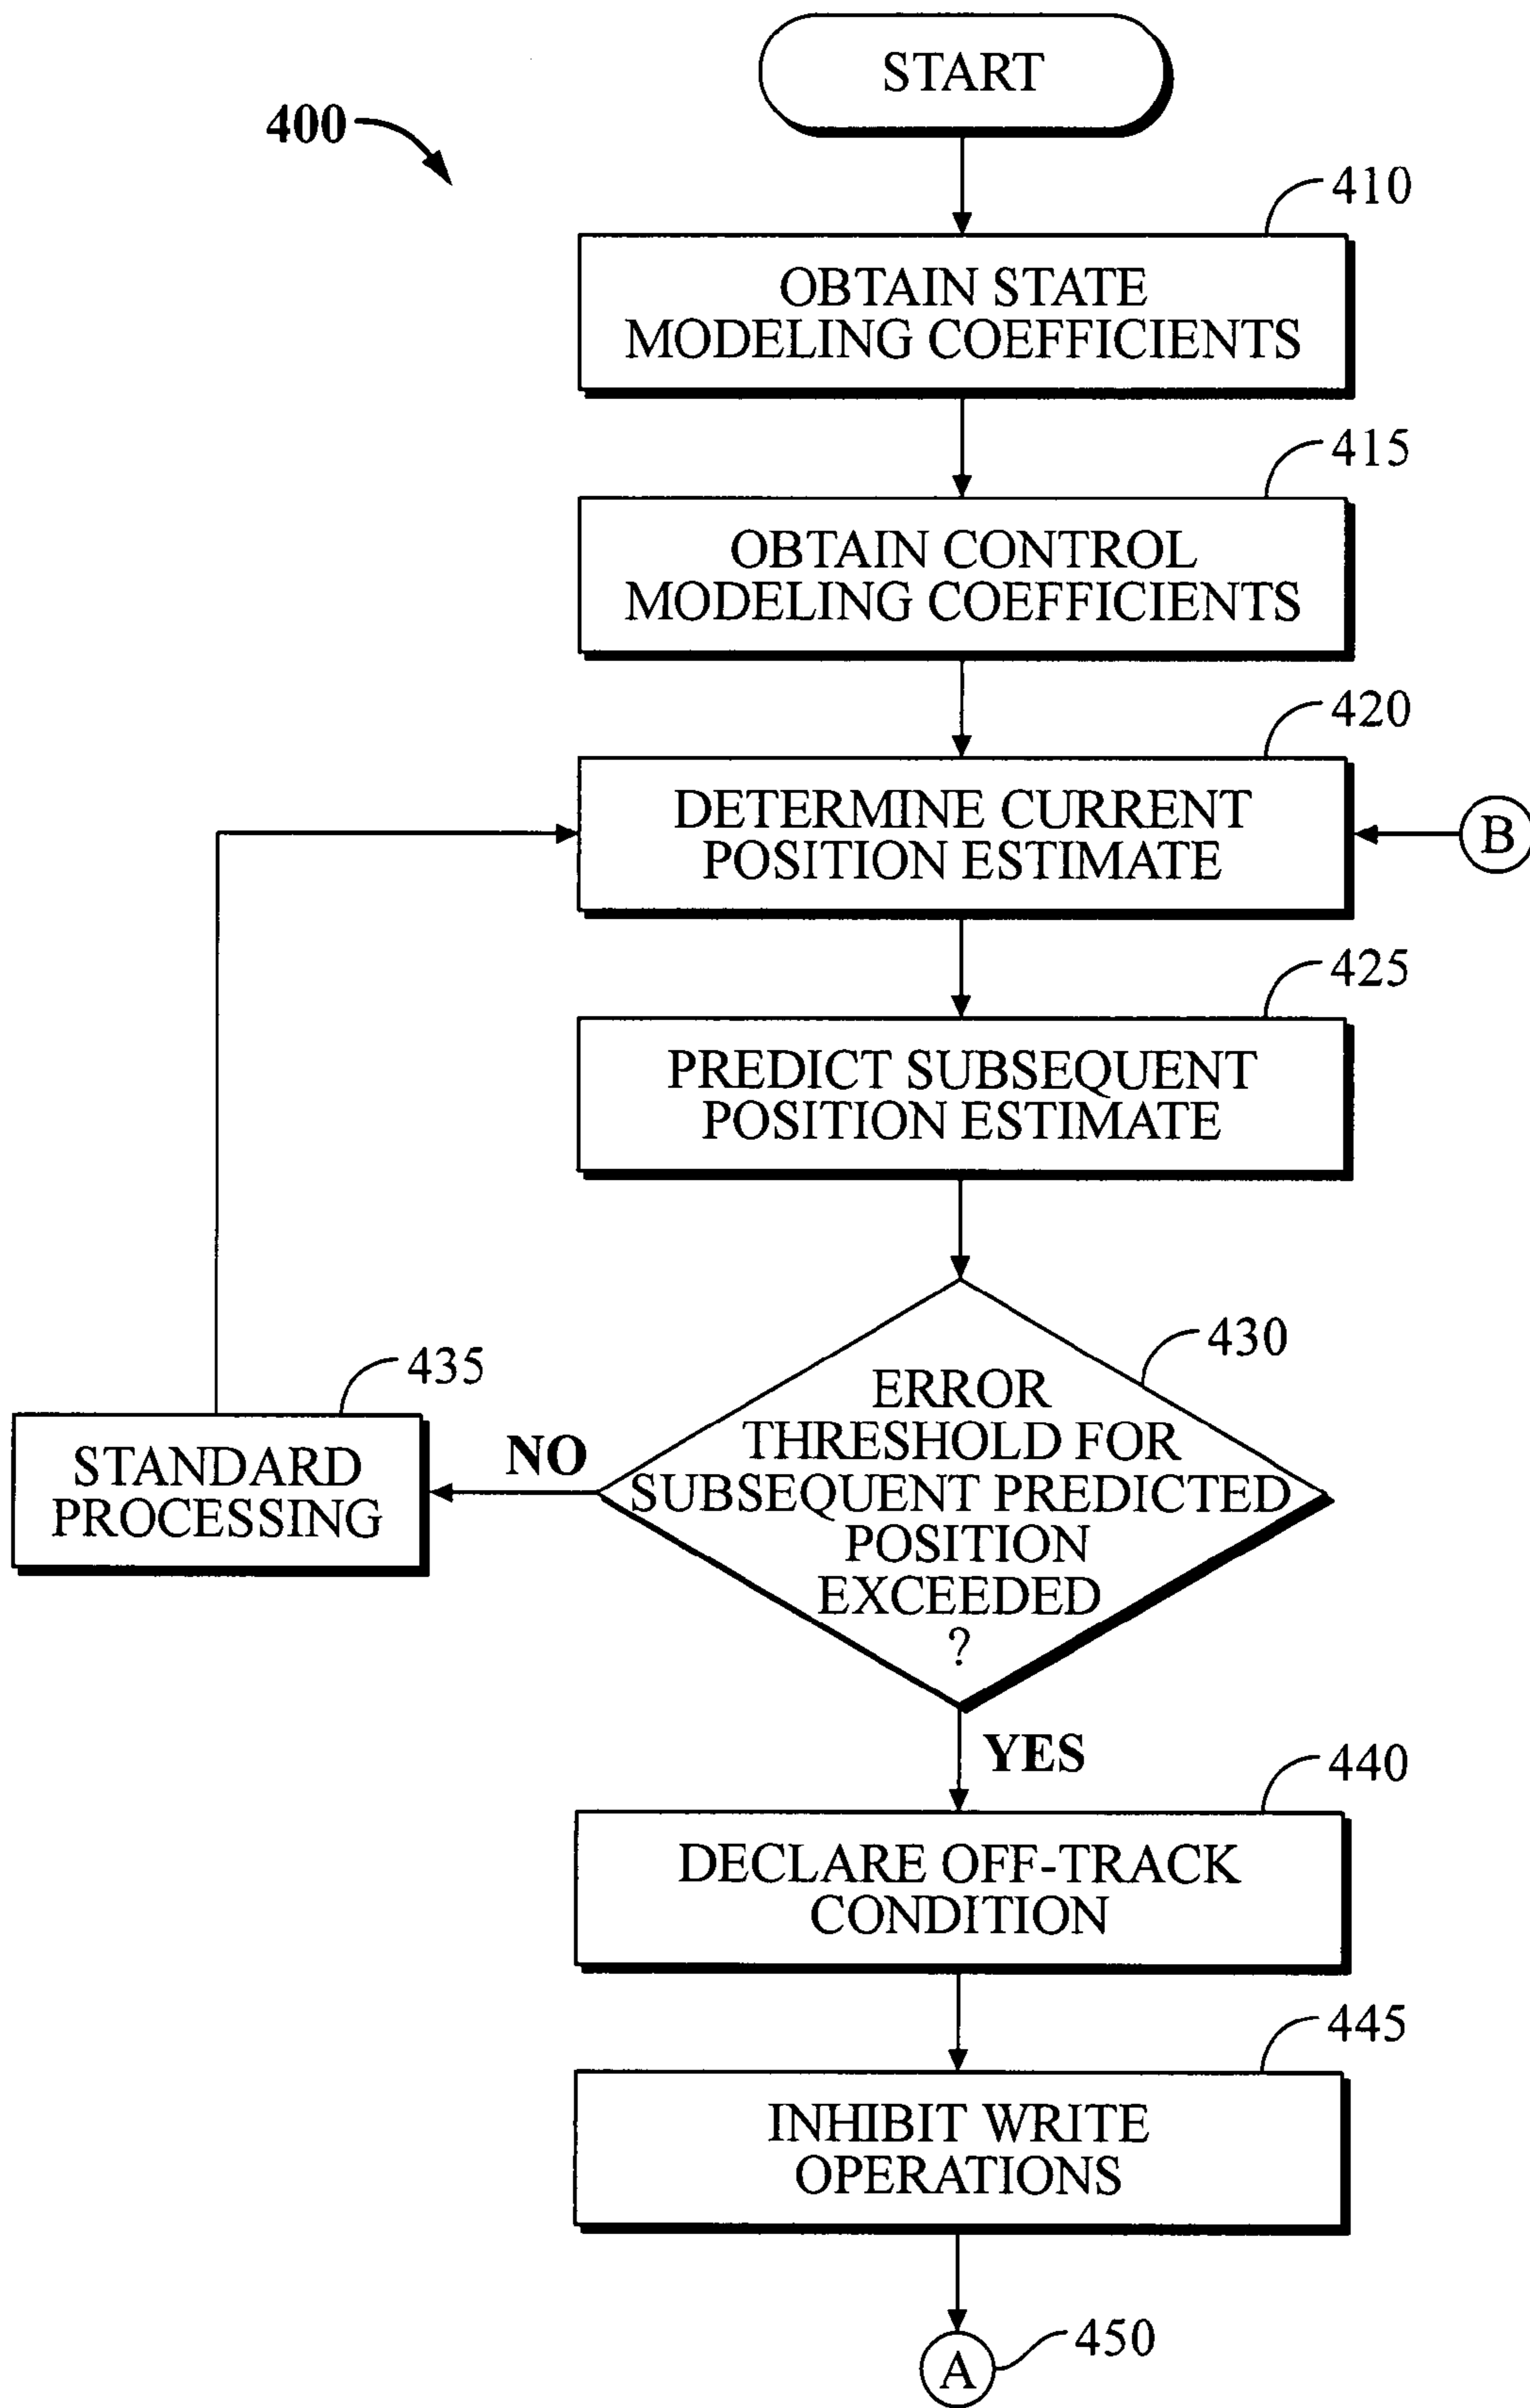 START
400
410
OBTAIN STATE
MODELING COEFFICIENTS
415
OBTAIN CONTROL
MODELING COEFFICIENTS
420
DETERMINE CURRENT
POSITION ESTIMATE
B
425
PREDICT SUBSEQUENT
POSITION ESTIMATE
430
ERROR
THRESHOLD FOR
SUBSEQUENT PREDICTED
POSITION
EXCEEDED
?
NO
435
STANDARD
PROCESSING
YES
440
DECLARE OFF-TRACK
CONDITION
445
INHIBIT WRITE
OPERATIONS
A
450